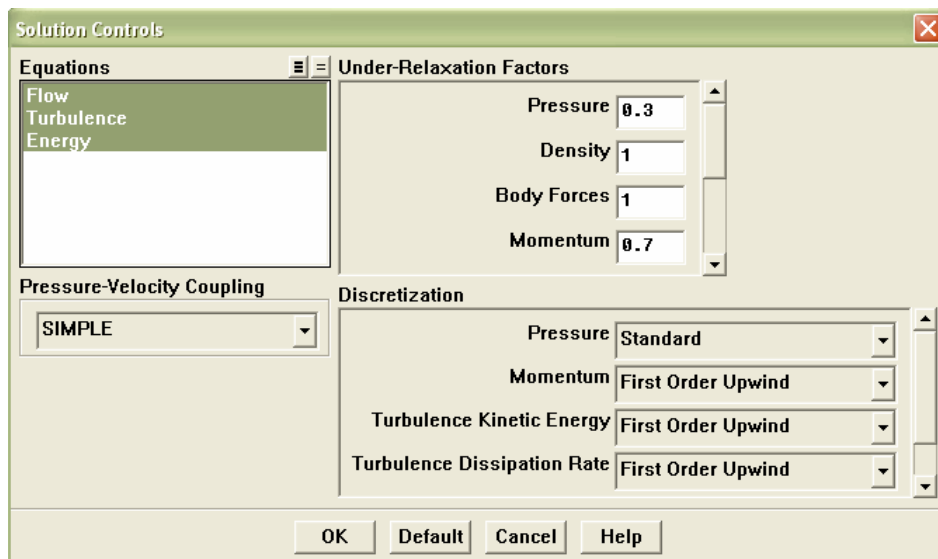 Solution Controls
Equations
Flow
Turbulence
Energy
Under-Relaxation Factors
Pressure 0.3
Density 1
Body Forces 1
Momentum 0.7
Pressure-Velocity Coupling
SIMPLE
Discretization
Pressure Standard
Momentum First Order Upwind
Turbulence Kinetic Energy First Order Upwind
Turbulence Dissipation Rate First Order Upwind
OK Default Cancel Help